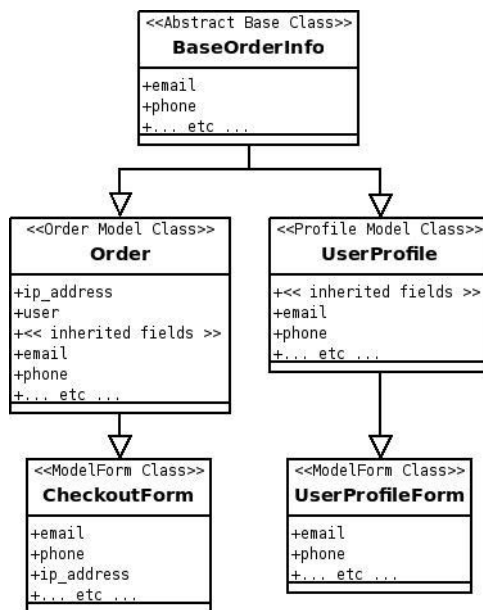 <<Abstract Base Class>>
BaseOrderInfo
+email
+phone
+... etc ...
<<Order Model Class>>
Order
+ip_address
+user
+<< inherited fields >>
+email
+phone
+... etc ...
<<Profile Model Class>>
UserProfile
+<< inherited fields >>
+email
+phone
+... etc ...
<<ModelForm Class>>
CheckoutForm
+email
+phone
+ip_address
+... etc ...
<<ModelForm Class>>
UserProfileForm
+email
+phone
+... etc ...